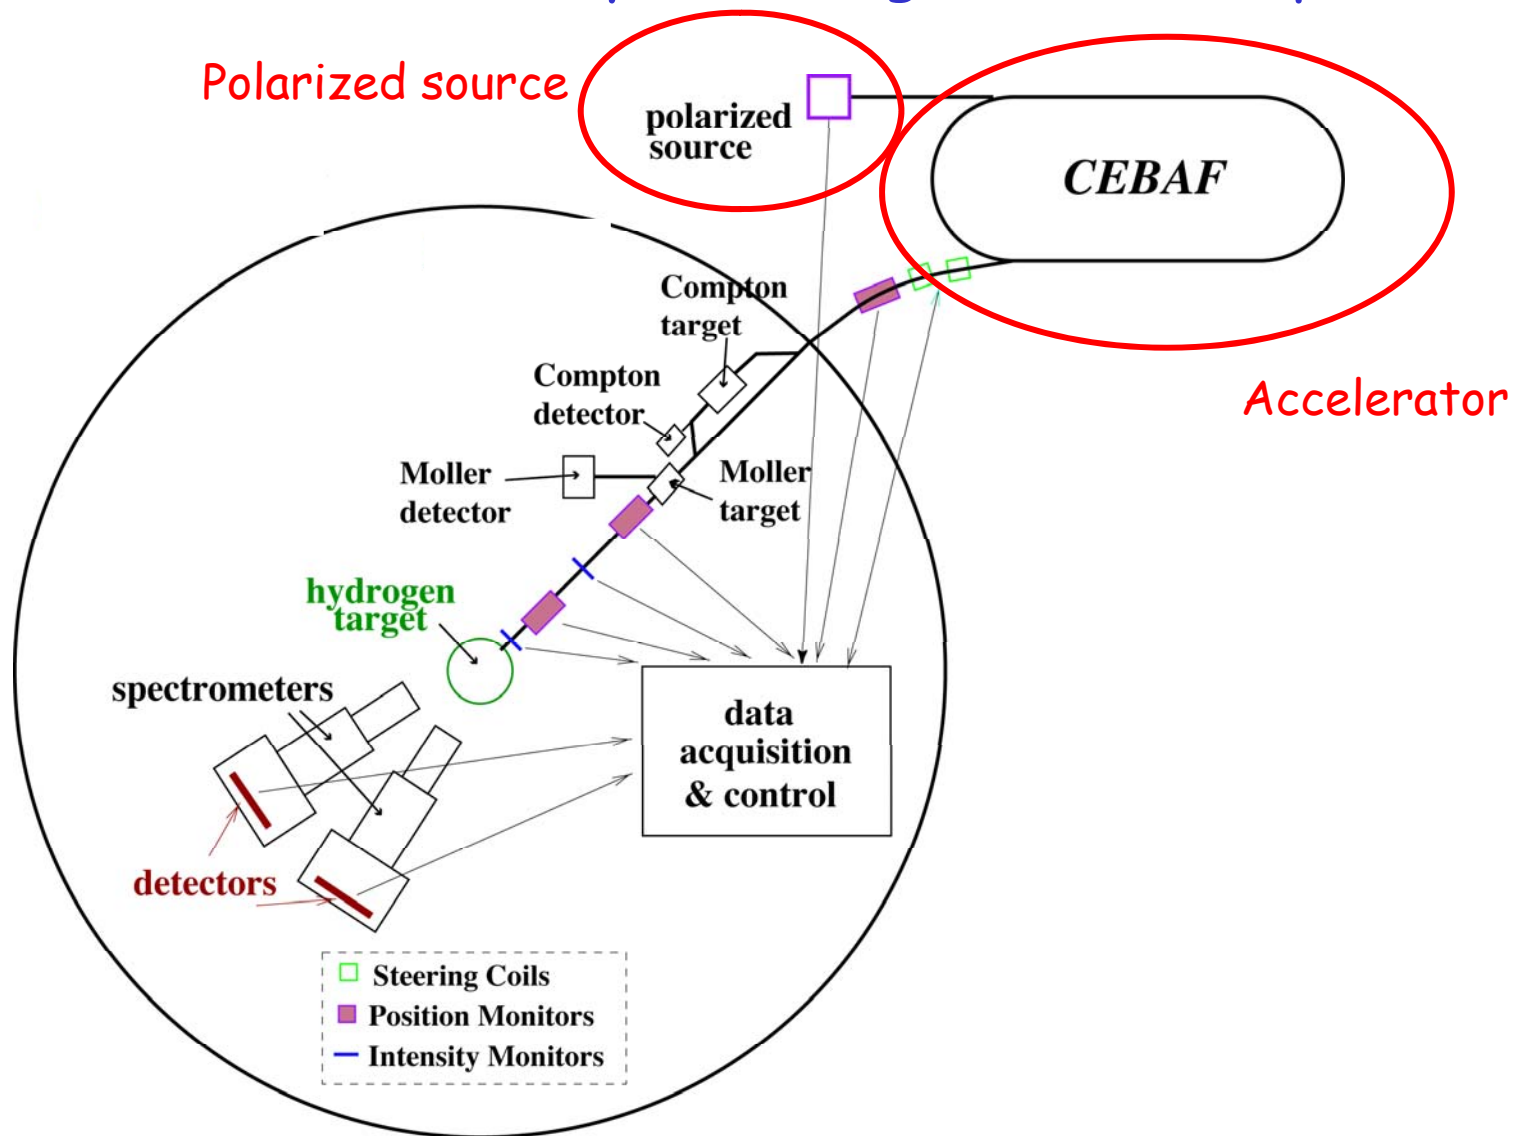 Polarized source
polarized
source
CEBAF
Accelerator
Compton
target
Compton
detector
Moller
detector
Moller
target
hydrogen
target
spectrometers
data
acquisition
& control
detectors
Steering Coils
Position Monitors
Intensity Monitors